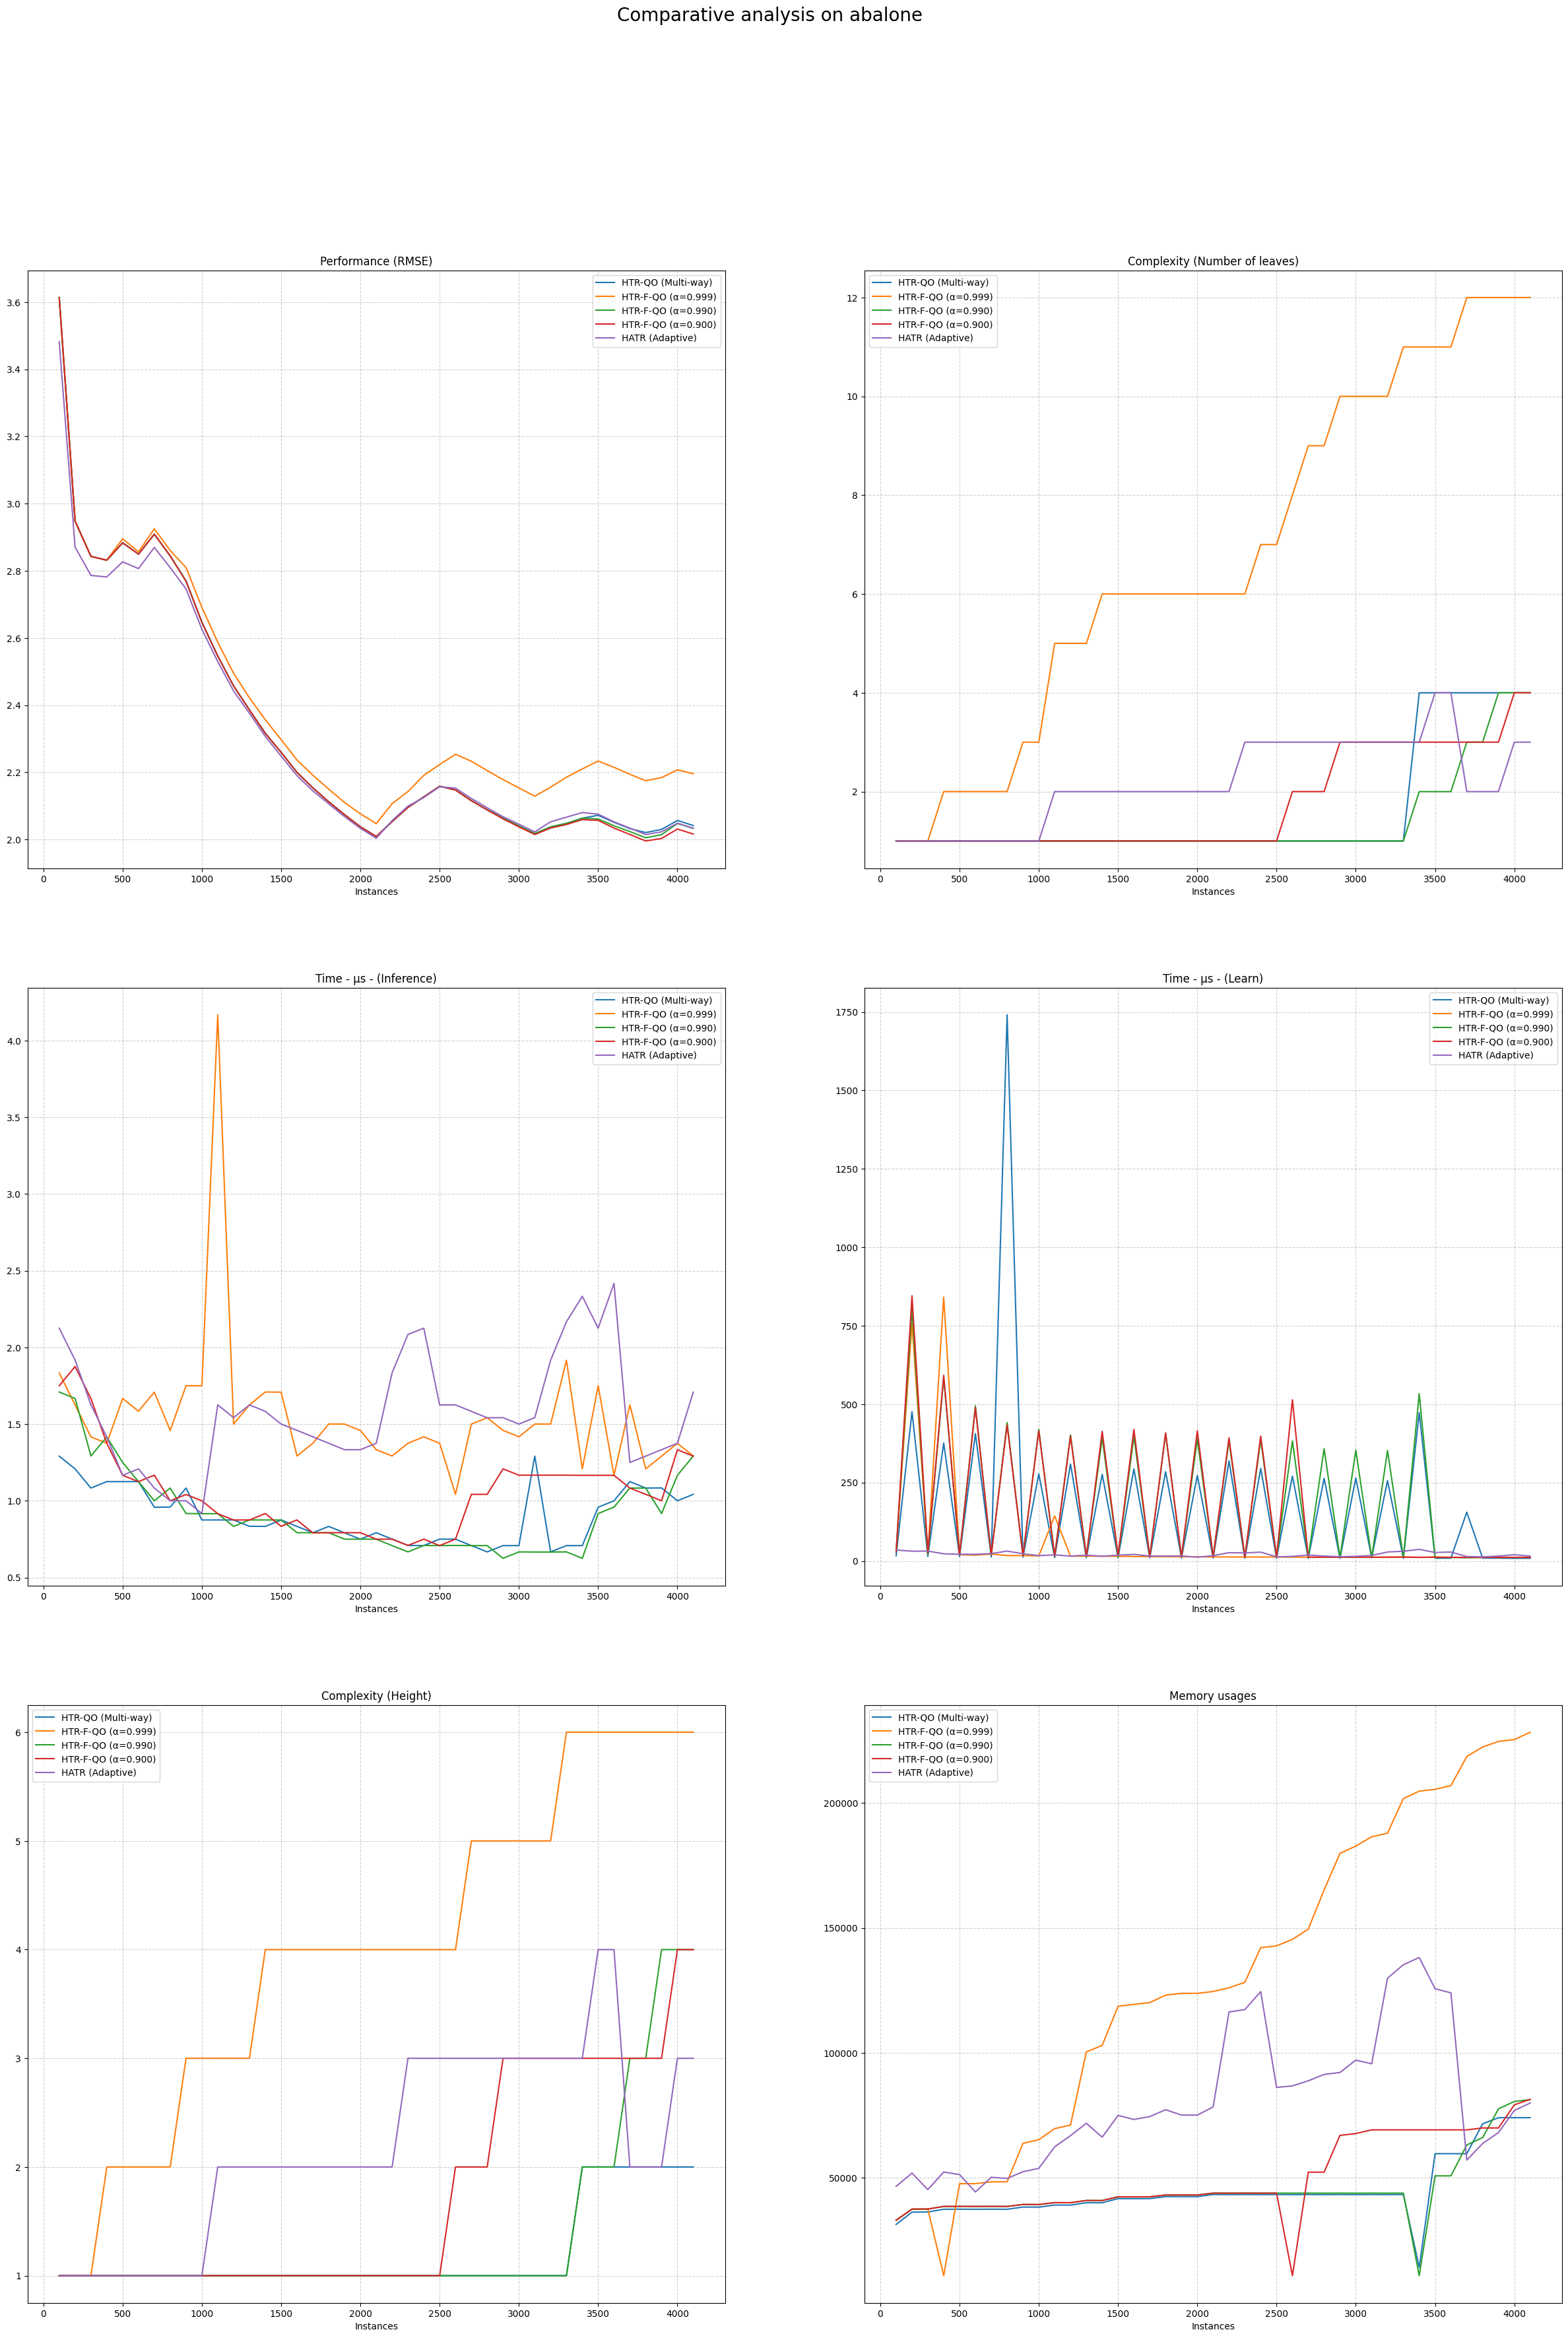 Comparative analysis on abalone
Performance (RMSE)
HTR-QO (Multi-way)
HTR-F-QO (α=0.999)
HTR-F-QO (α=0.990)
HTR-F-QO (α=0.900)
HATR (Adaptive)
3.6
3.4
3.2
3.0
2.8
2.6
2.4
2.2
2.0
0 500 1000 1500 2000 2500 3000 3500 4000
Instances
Complexity (Number of leaves)
HTR-QO (Multi-way)
HTR-F-QO (α=0.999)
HTR-F-QO (α=0.990)
HTR-F-QO (α=0.900)
HATR (Adaptive)
12
10
8
6
4
2
0 500 1000 1500 2000 2500 3000 3500 4000
Instances
Time - μs - (Inference)
HTR-QO (Multi-way)
HTR-F-QO (α=0.999)
HTR-F-QO (α=0.990)
HTR-F-QO (α=0.900)
HATR (Adaptive)
4.0
3.5
3.0
2.5
2.0
1.5
1.0
0.5
0 500 1000 1500 2000 2500 3000 3500 4000
Instances
Time - μs - (Learn)
HTR-QO (Multi-way)
HTR-F-QO (α=0.999)
HTR-F-QO (α=0.990)
HTR-F-QO (α=0.900)
HATR (Adaptive)
1750
1500
1250
1000
750
500
250
0
0 500 1000 1500 2000 2500 3000 3500 4000
Instances
Complexity (Height)
HTR-QO (Multi-way)
HTR-F-QO (α=0.999)
HTR-F-QO (α=0.990)
HTR-F-QO (α=0.900)
HATR (Adaptive)
6
5
4
3
2
1
0 500 1000 1500 2000 2500 3000 3500 4000
Instances
Memory usages
HTR-QO (Multi-way)
HTR-F-QO (α=0.999)
HTR-F-QO (α=0.990)
HTR-F-QO (α=0.900)
HATR (Adaptive)
200000
150000
100000
50000
0 500 1000 1500 2000 2500 3000 3500 4000
Instances